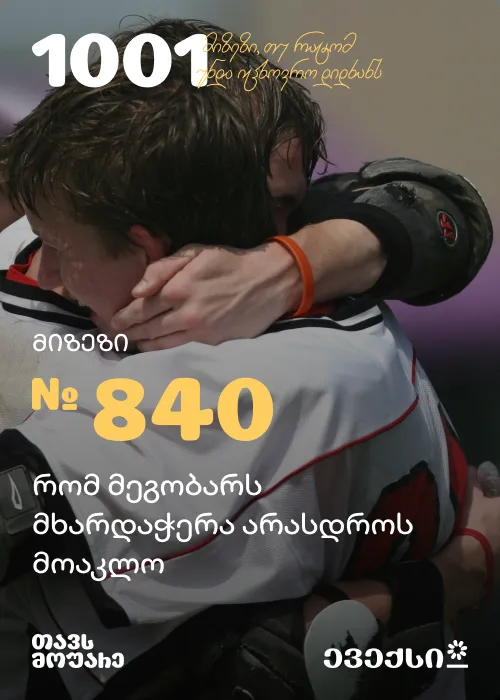 1001 მიზეზი, თუ რატომ
უნდა იცხოვრო დიდხანს
მიზეზი
№ 840
რომ მეგობარს
მხარდაჭერა არასდროს
მოაკლო
თავს
მოუარე
ევექსი